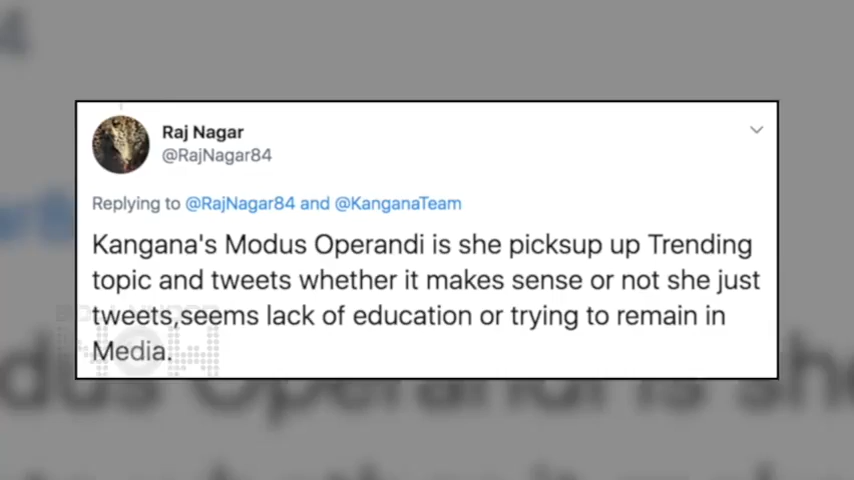 Raj Nagar
@RajNagar84
Replying to @RajNagar84 and @KanganaTeam
Kangana's Modus Operandi is she picksup up Trending
topic and tweets whether it makes sense or not she just
tweets,seems lack of education or trying to remain in
Media.